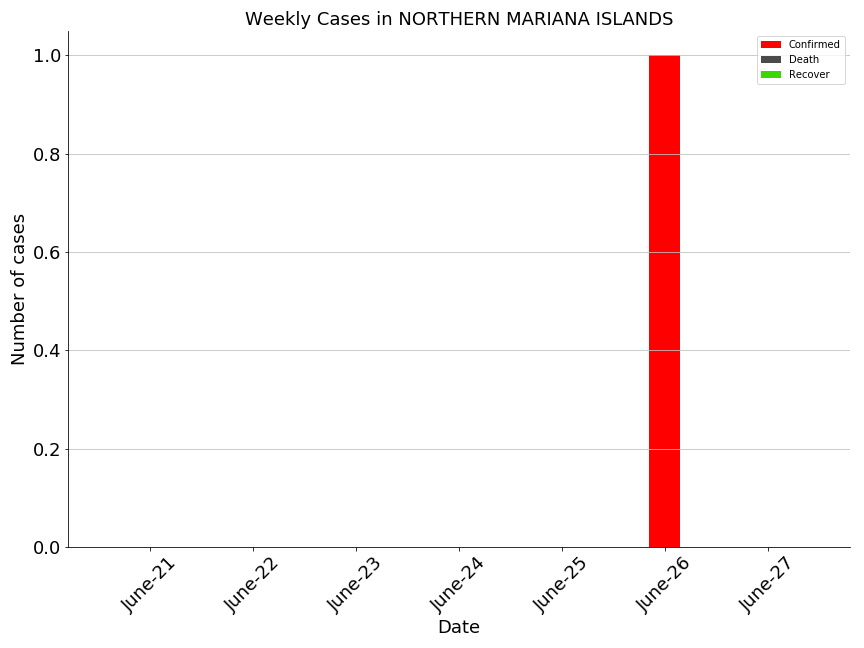 Weekly Cases in NORTHERN MARIANA ISLANDS
Confirmed
Death
Recover
Number of cases
1.0
0.8
0.6
0.4
0.2
0.0
June-21
June-22
June-23
June-24
June-25
June-26
June-27
Date